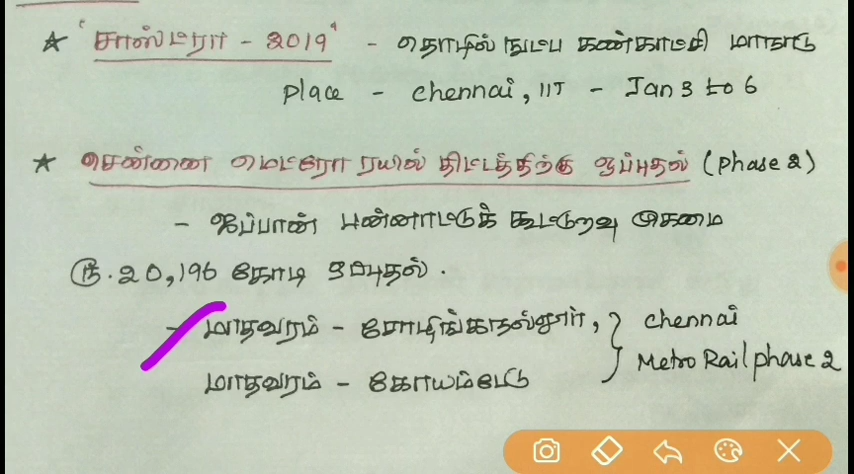 ★ 'சாஸ்ட்ரா - 2019' - தொழில் நுட்ப கண்காட்சி மாநாடு
Place - Chennai, IIT - Jan 3 to 6
★ சென்னை மெட்ரோ ரயில் திட்டத்திற்கு ஒப்புதல் (Phase 2)
- ஜப்பான் பன்னாட்டுக் கூட்டுறவு முகமை
ரூ.20,196 கோடி ஒப்புதல்.
- மாதவரம் - சோழிங்கநல்லூர், } Chennai
மாதவரம் - கோயம்பேடு } Metro Rail phase 2